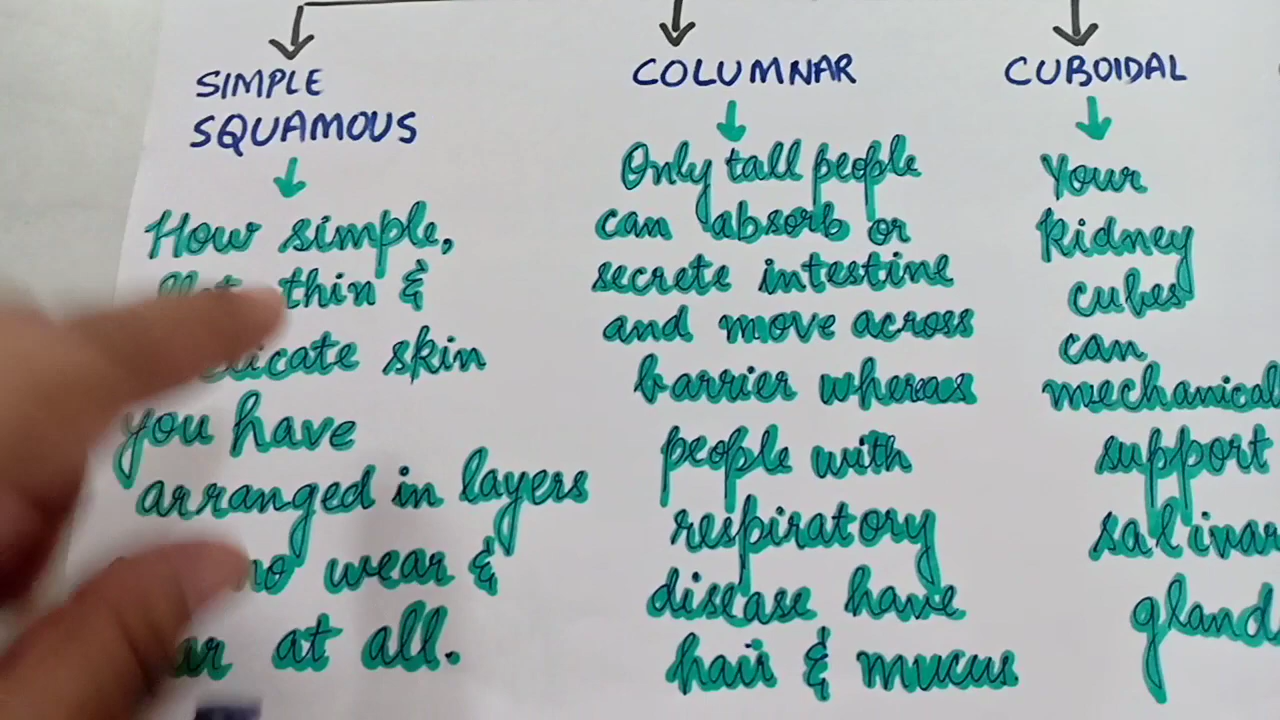 SIMPLE
SQUAMOUS
How simple,
thin &
skin
you have
arranged in layers
no wear &
at all.
COLUMNAR
Only tall people
can absorb or
secrete intestine
and move across
barrier whereas
people with
respiratory
disease have
hair & mucus
CUBOIDAL
Your
kidney
cubes
can
mechanical
support